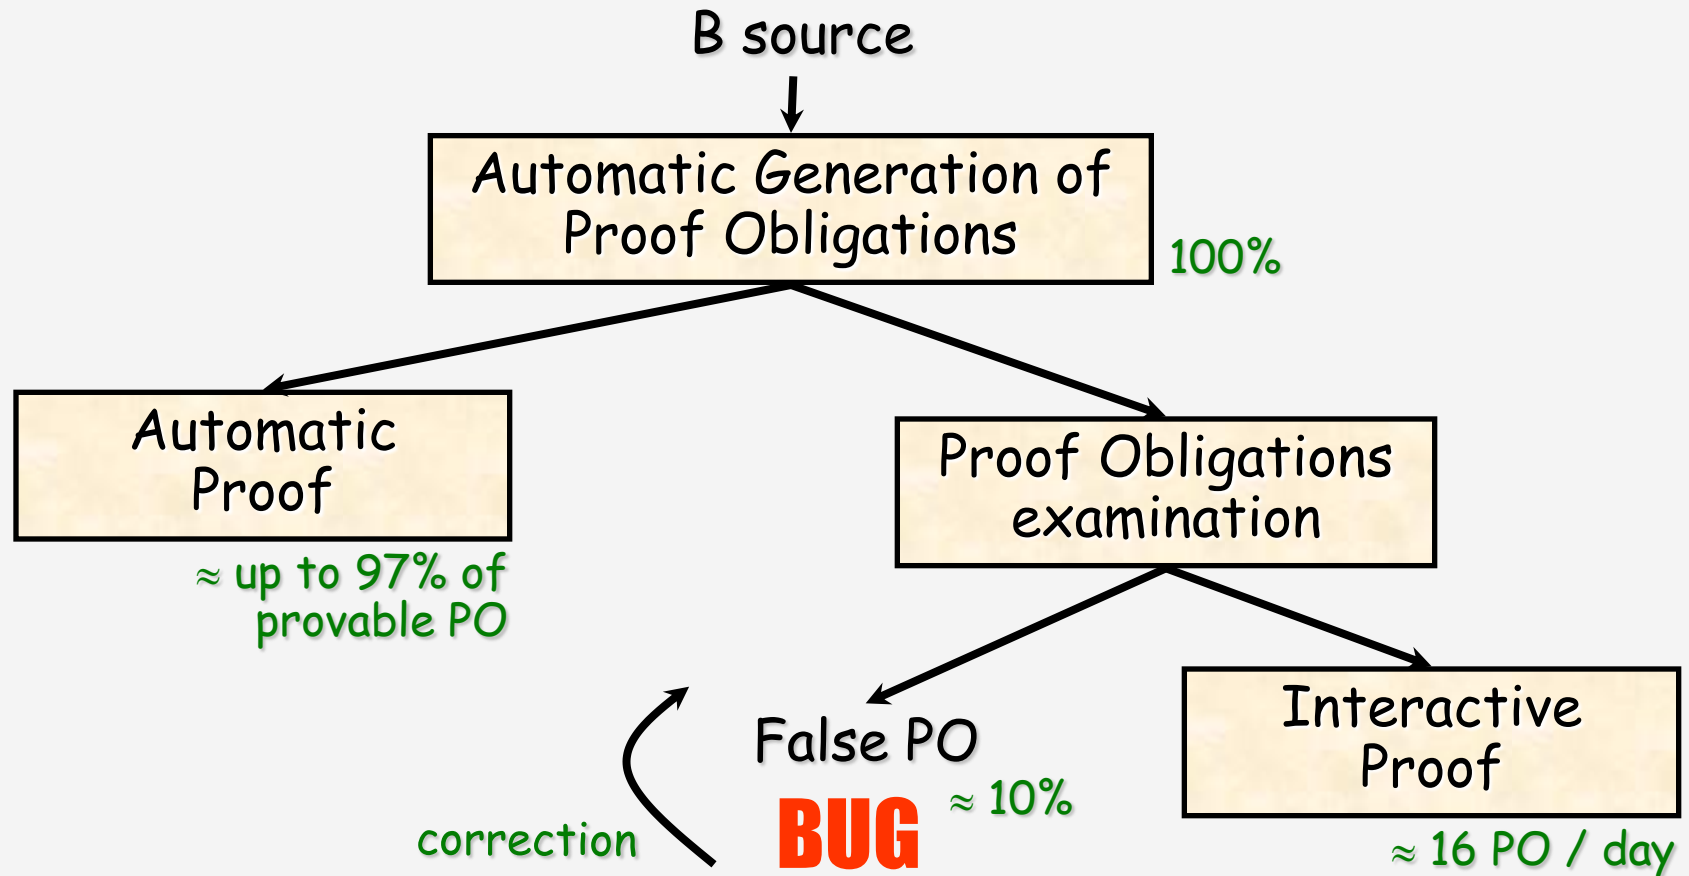 B source
Automatic Generation of
Proof Obligations
100%
Automatic
Proof
≈ up to 97% of
provable PO
Proof Obligations
examination
False PO
≈ 10%
BUG
correction
Interactive
Proof
≈ 16 PO / day